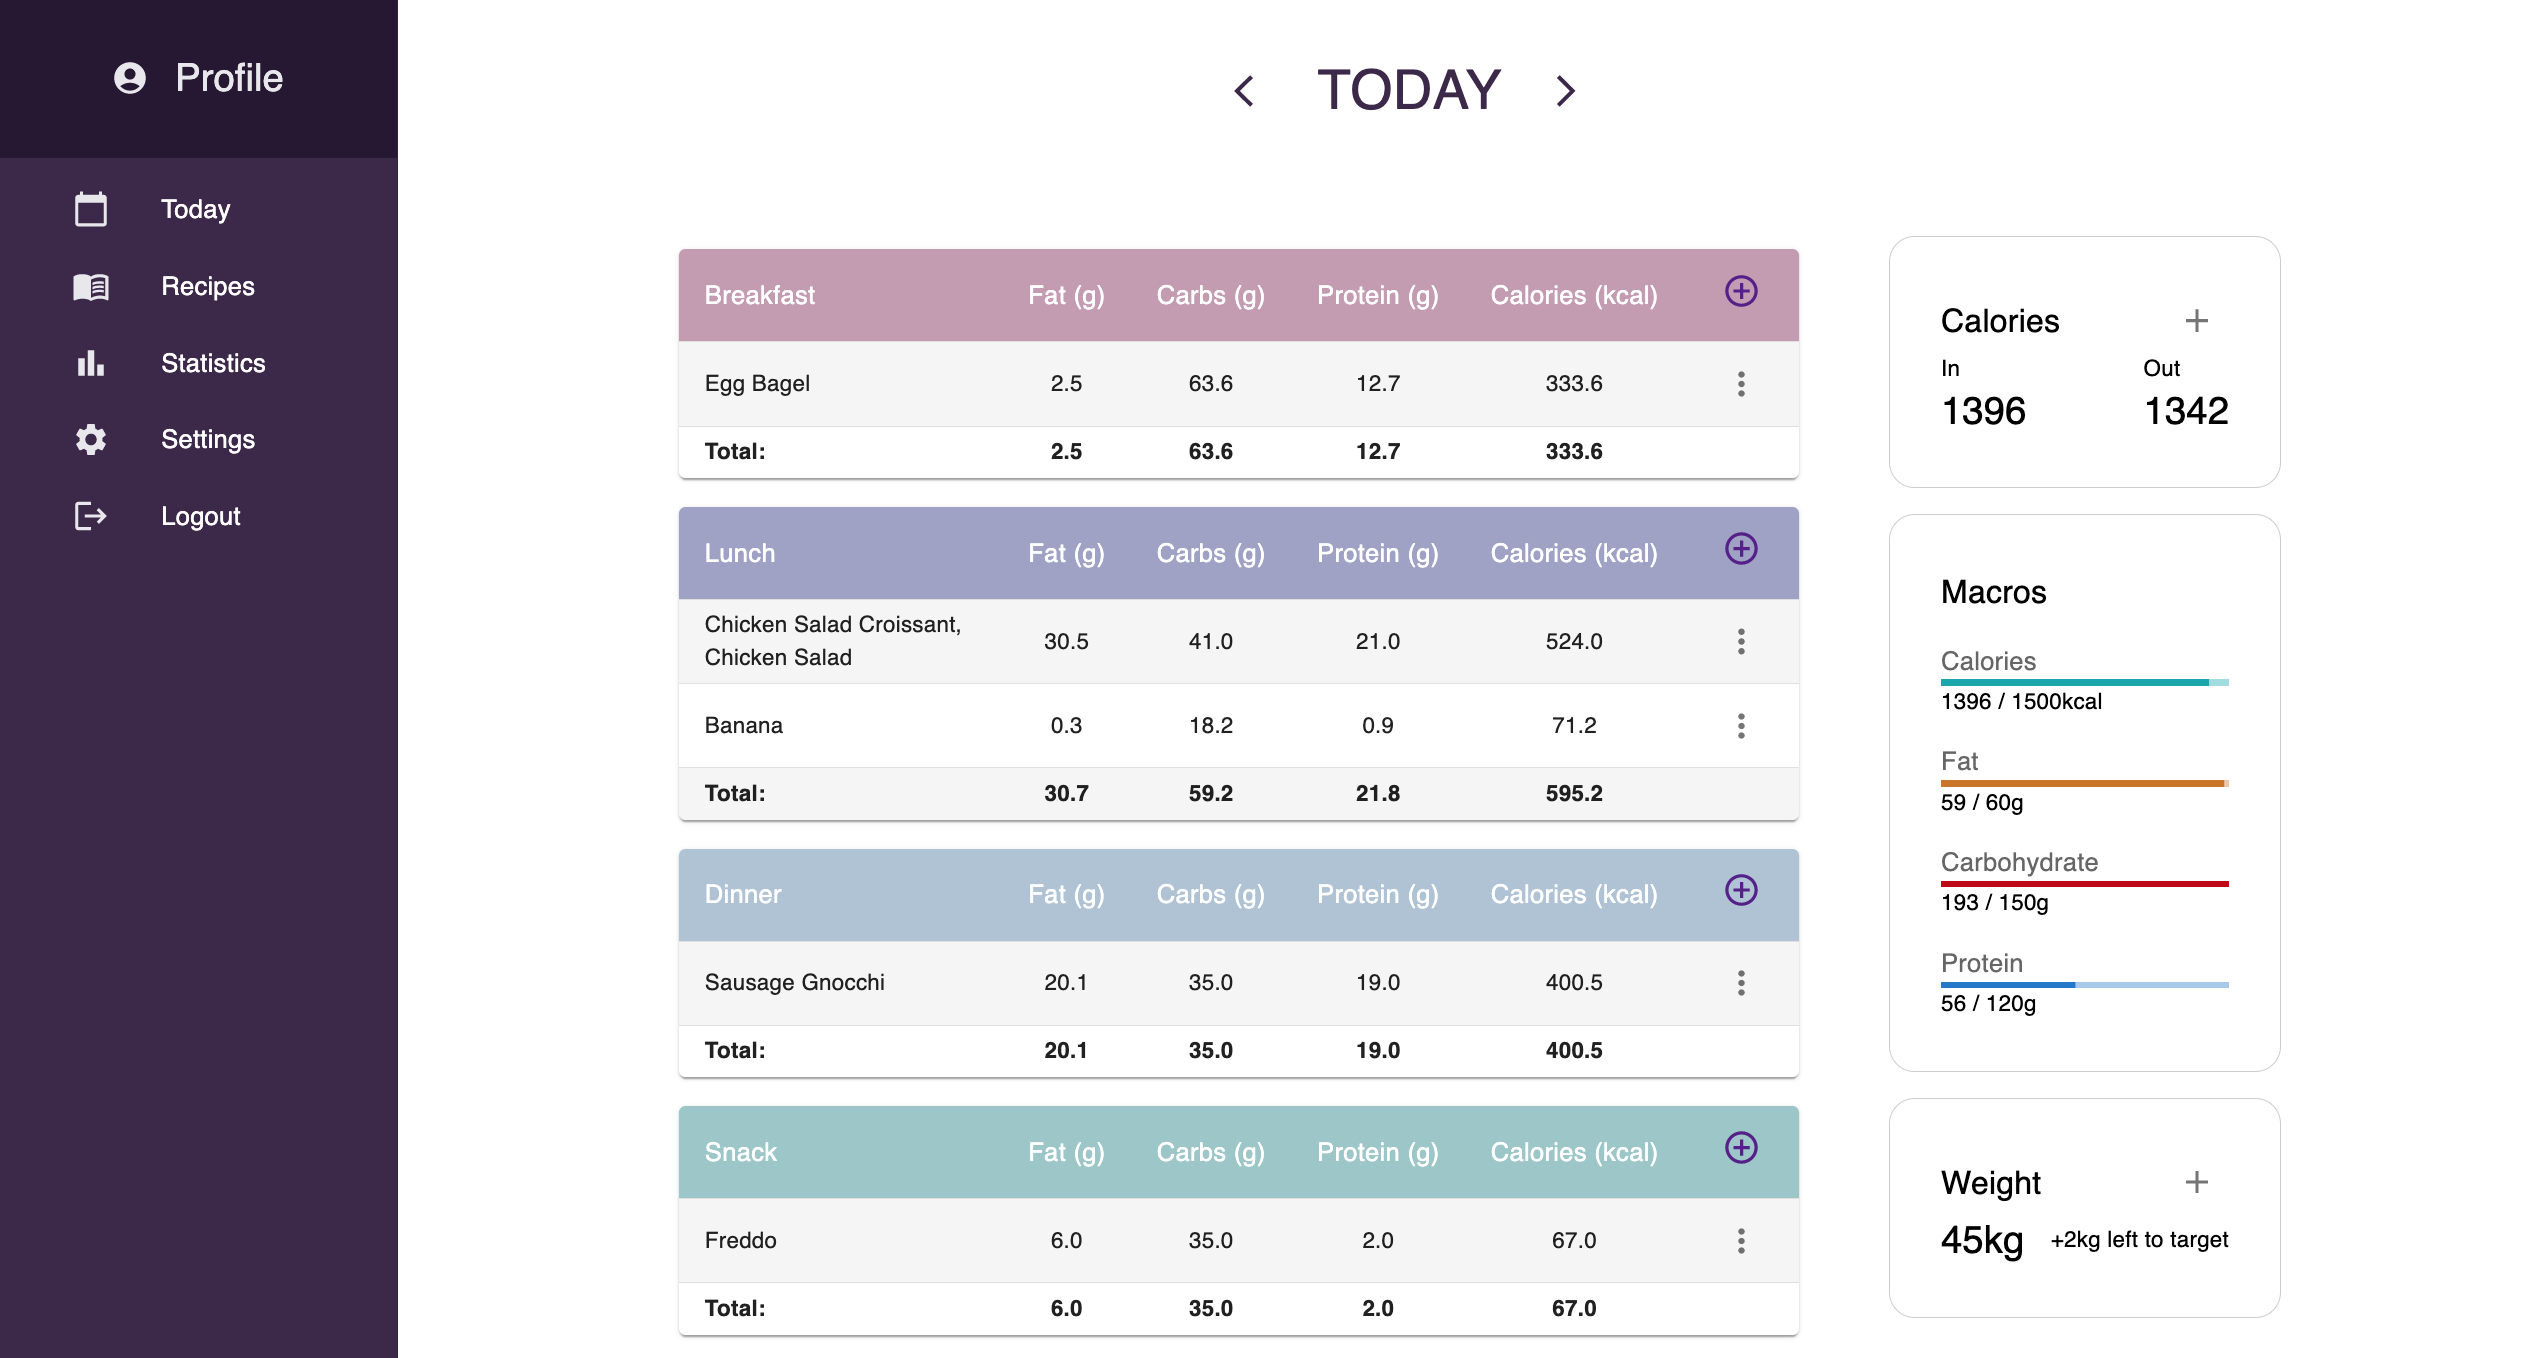 Profile
Today
Recipes
Statistics
Settings
Logout
TODAY
Breakfast Fat (g) Carbs (g) Protein (g) Calories (kcal)
Egg Bagel 2.5 63.6 12.7 333.6
Total: 2.5 63.6 12.7 333.6
Lunch Fat (g) Carbs (g) Protein (g) Calories (kcal)
Chicken Salad Croissant,
Chicken Salad 30.5 41.0 21.0 524.0
Banana 0.3 18.2 0.9 71.2
Total: 30.7 59.2 21.8 595.2
Dinner Fat (g) Carbs (g) Protein (g) Calories (kcal)
Sausage Gnocchi 20.1 35.0 19.0 400.5
Total: 20.1 35.0 19.0 400.5
Snack Fat (g) Carbs (g) Protein (g) Calories (kcal)
Freddo 6.0 35.0 2.0 67.0
Total: 6.0 35.0 2.0 67.0
Calories
In Out
1396 1342
Macros
Calories
1396 / 1500kcal
Fat
59 / 60g
Carbohydrate
193 / 150g
Protein
56 / 120g
Weight
45kg +2kg left to target